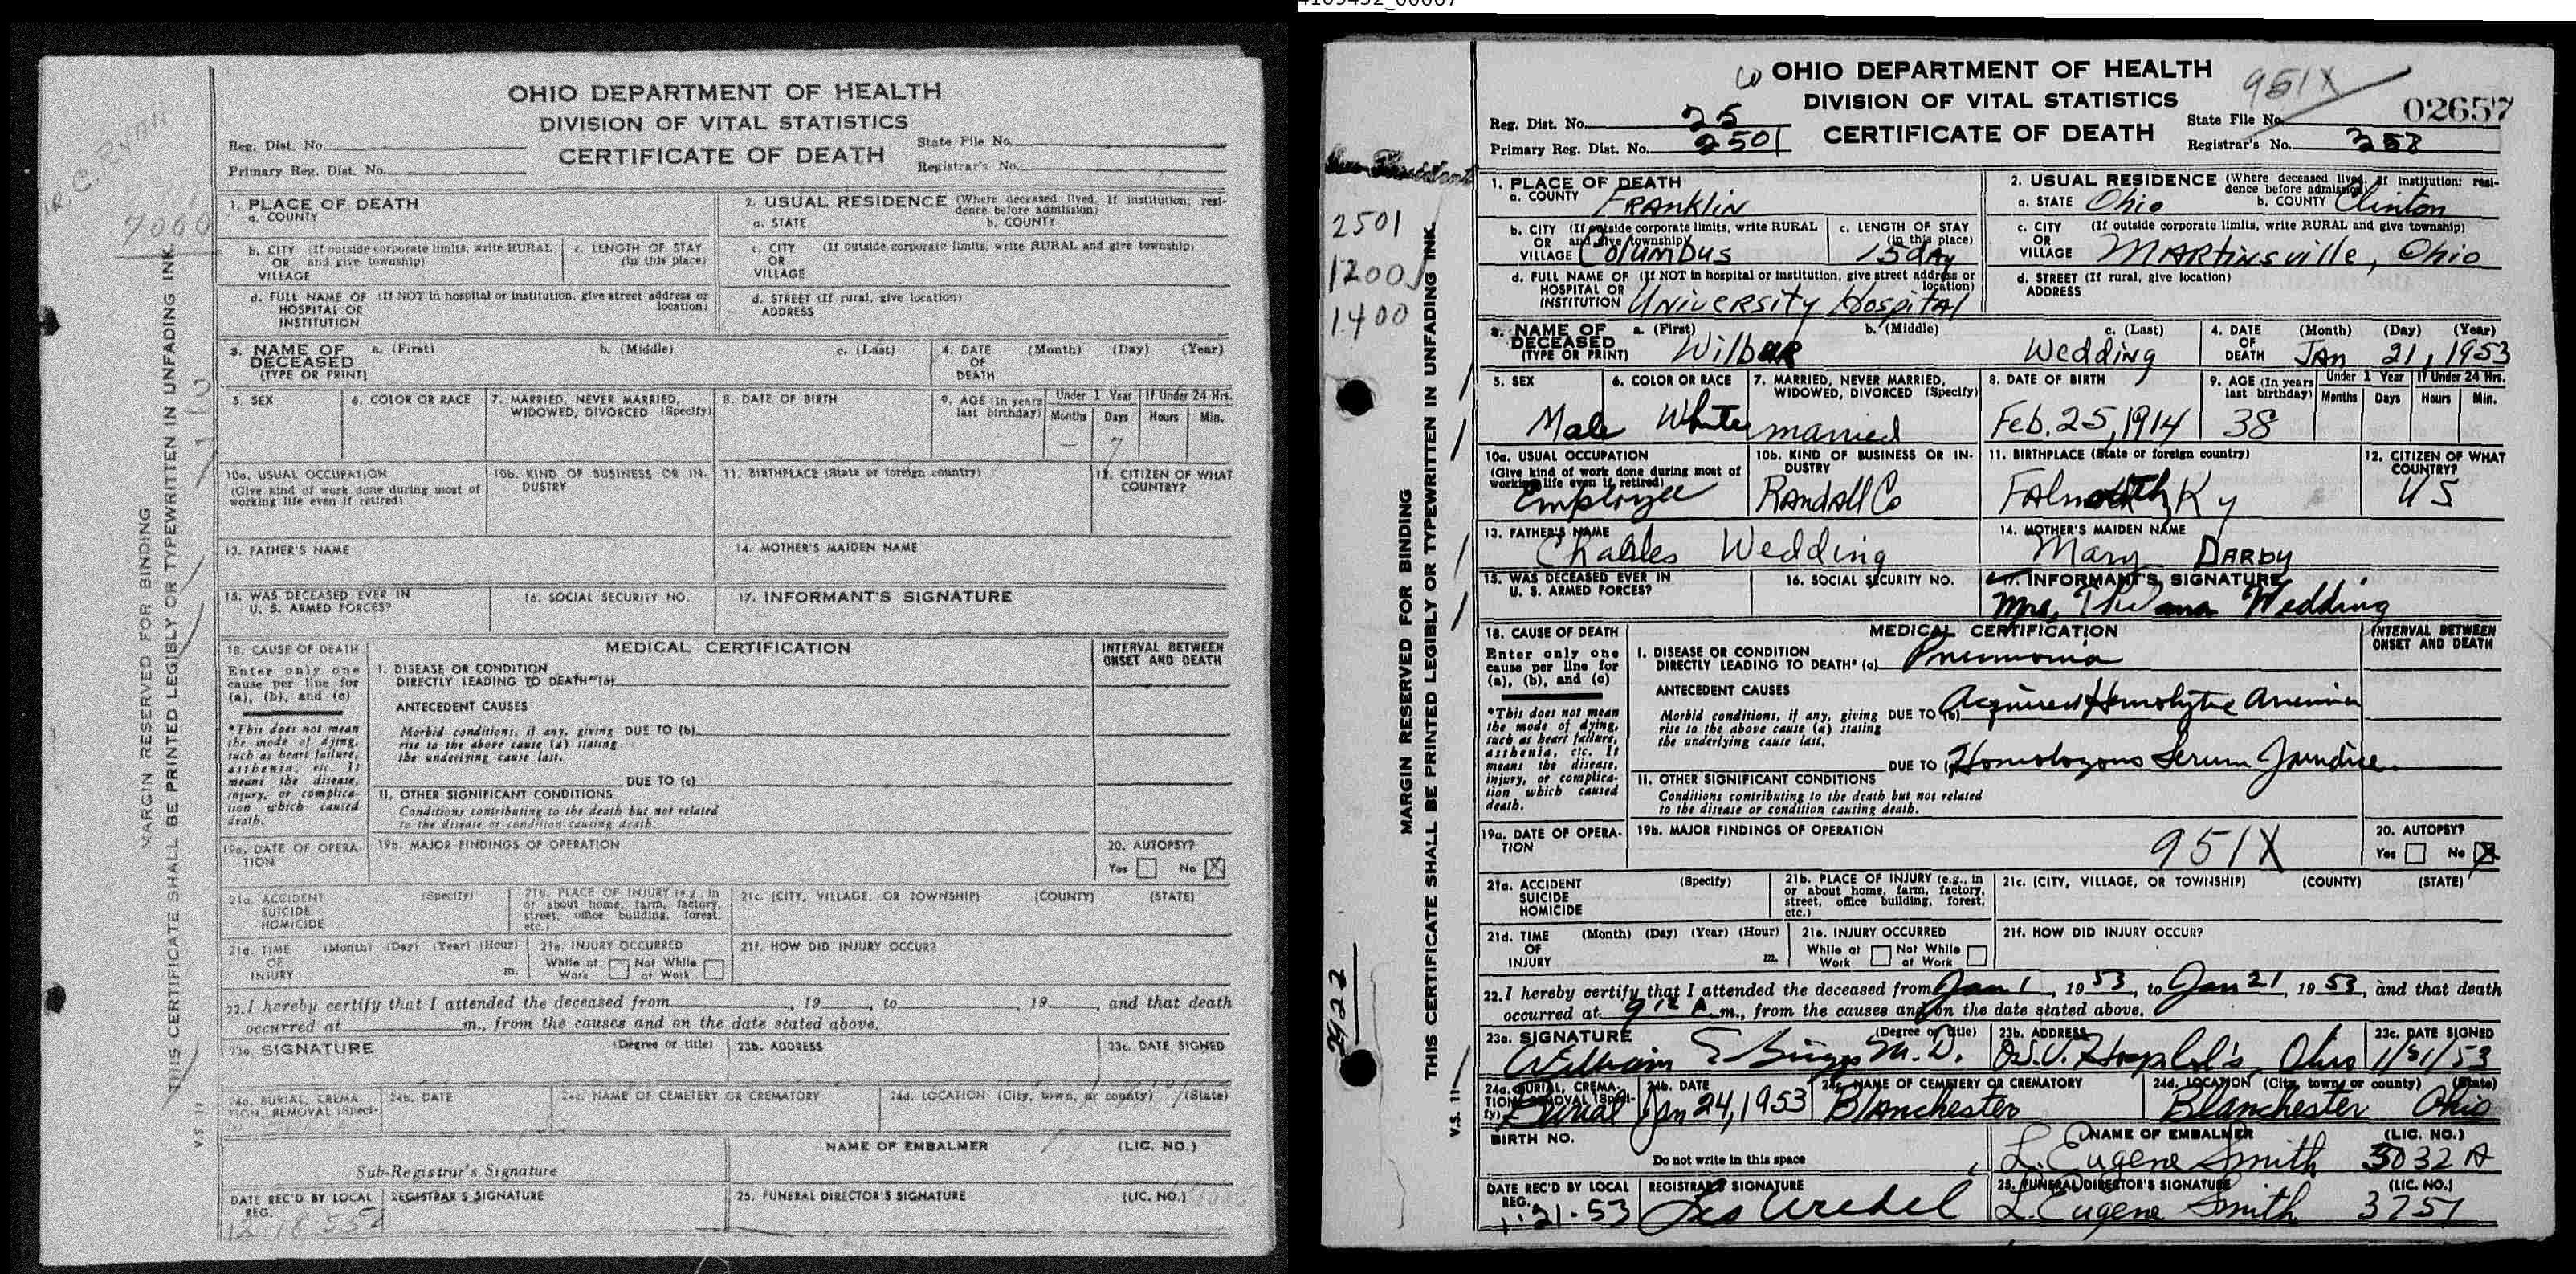 OHIO DEPARTMENT OF HEALTH
DIVISION OF VITAL STATISTICS
CERTIFICATE OF DEATH
Reg. Dist. No.
Primary Reg. Dist. No.
State File No.
Registrar's No.
7000
1. PLACE OF DEATH
a. COUNTY
2. USUAL RESIDENCE (Where deceased lived. If institution: resi-
dence before admission)
a. STATE b. COUNTY
b. CITY (If outside corporate limits, write RURAL
OR and give township)
VILLAGE
c. LENGTH OF STAY
(in this place)
c. CITY (If outside corporate limits, write RURAL and give township)
OR
VILLAGE
d. FULL NAME OF (If NOT in hospital or institution, give street address or
HOSPITAL OR location)
INSTITUTION
d. STREET (If rural, give location)
ADDRESS
3. NAME OF a. (First) b. (Middle) c. (Last)
DECEASED
(TYPE OR PRINT)
4. DATE (Month) (Day) (Year)
OF
DEATH
5. SEX
6. COLOR OR RACE
7. MARRIED, NEVER MARRIED,
WIDOWED, DIVORCED (Specify)
8. DATE OF BIRTH
9. AGE (In years
last birthday)
Under 1 Year If Under 24 Hrs.
Months Days Hours Min.
7
10a. USUAL OCCUPATION
(Give kind of work done during most of
working life even if retired)
10b. KIND OF BUSINESS OR IN-
DUSTRY
11. BIRTHPLACE (State or foreign country)
12. CITIZEN OF WHAT
COUNTRY?
13. FATHER'S NAME
14. MOTHER'S MAIDEN NAME
15. WAS DECEASED EVER IN
U. S. ARMED FORCES?
16. SOCIAL SECURITY NO.
17. INFORMANT'S SIGNATURE
18. CAUSE OF DEATH
Enter only one
cause per line for
(a), (b), and (c)
*This does not mean
the mode of dying,
such as heart failure,
asthenia, etc. It
means the disease,
injury, or complica-
tion which caused
death.
MEDICAL CERTIFICATION
I. DISEASE OR CONDITION
DIRECTLY LEADING TO DEATH* (a)
ANTECEDENT CAUSES
Morbid conditions, if any, giving DUE TO (b)
rise to the above cause (a) stating
the underlying cause last.
DUE TO (c)
II. OTHER SIGNIFICANT CONDITIONS
Conditions contributing to the death but not related
to the disease or condition causing death.
INTERVAL BETWEEN
ONSET AND DEATH
19a. DATE OF OPERA-
TION
19b. MAJOR FINDINGS OF OPERATION
20. AUTOPSY?
Yes No X
21a. ACCIDENT (Specify)
SUICIDE
HOMICIDE
21b. PLACE OF INJURY (e.g., in
or about home, farm, factory,
street, office building, forest,
etc.)
21c. (CITY, VILLAGE, OR TOWNSHIP) (COUNTY) (STATE)
21d. TIME (Month) (Day) (Year) (Hour)
OF
INJURY m.
21e. INJURY OCCURRED
While at Not While
Work at Work
21f. HOW DID INJURY OCCUR?
22. I hereby certify that I attended the deceased from , 19 , to , 19 , and that death
occurred at m., from the causes and on the date stated above.
23a. SIGNATURE (Degree or title)
23b. ADDRESS
23c. DATE SIGNED
24a. BURIAL, CREMA-
TION, REMOVAL (Speci-
24b. DATE
24c. NAME OF CEMETERY OR CREMATORY
24d. LOCATION (City, town, or county) (State)
NAME OF EMBALMER (LIC. NO.)
Sub-Registrar's Signature
DATE REC'D BY LOCAL
REG.
REGISTRAR'S SIGNATURE
25. FUNERAL DIRECTOR'S SIGNATURE (LIC. NO.)
MARGIN RESERVED FOR BINDING
THIS CERTIFICATE SHALL BE PRINTED LEGIBLY OR TYPEWRITTEN IN UNFADING INK.
V.S. 11
OHIO DEPARTMENT OF HEALTH
DIVISION OF VITAL STATISTICS
CERTIFICATE OF DEATH
Reg. Dist. No. 25
Primary Reg. Dist. No. 2501
951X
02657
State File No.
Registrar's No. 258
2501
1200
1400
1. PLACE OF DEATH
a. COUNTY Franklin
2. USUAL RESIDENCE (Where deceased lived. If institution: resi-
dence before admission)
a. STATE Ohio b. COUNTY Clinton
b. CITY (If outside corporate limits, write RURAL
OR and give township)
VILLAGE Columbus
c. LENGTH OF STAY
(in this place)
15 day
c. CITY (If outside corporate limits, write RURAL and give township)
OR
VILLAGE Martinsville, Ohio
d. FULL NAME OF (If NOT in hospital or institution, give street address or
HOSPITAL OR location)
INSTITUTION University Hospital
d. STREET (If rural, give location)
ADDRESS
3. NAME OF a. (First) b. (Middle) c. (Last)
DECEASED
(TYPE OR PRINT) Wilbur Wedding
4. DATE (Month) (Day) (Year)
OF
DEATH Jan 21, 1953
5. SEX
Male
6. COLOR OR RACE
White
7. MARRIED, NEVER MARRIED,
WIDOWED, DIVORCED (Specify)
married
8. DATE OF BIRTH
Feb. 25, 1914
9. AGE (In years
last birthday)
38
Under 1 Year If Under 24 Hrs.
Months Days Hours Min.
10a. USUAL OCCUPATION
(Give kind of work done during most of
working life even if retired)
Employee
10b. KIND OF BUSINESS OR IN-
DUSTRY
Randall Co
11. BIRTHPLACE (State or foreign country)
Falmouth Ky
12. CITIZEN OF WHAT
COUNTRY?
U S
13. FATHER'S NAME
Charles Wedding
14. MOTHER'S MAIDEN NAME
Mary Darby
15. WAS DECEASED EVER IN
U. S. ARMED FORCES?
16. SOCIAL SECURITY NO.
17. INFORMANT'S SIGNATURE
Mrs. Thelma Wedding
18. CAUSE OF DEATH
Enter only one
cause per line for
(a), (b), and (c)
*This does not mean
the mode of dying,
such as heart failure,
asthenia, etc. It
means the disease,
injury, or complica-
tion which caused
death.
MEDICAL CERTIFICATION
I. DISEASE OR CONDITION
DIRECTLY LEADING TO DEATH* (a) Pneumonia
ANTECEDENT CAUSES
Morbid conditions, if any, giving DUE TO (b) Acquired Hemolytic Anemia
rise to the above cause (a) stating
the underlying cause last.
DUE TO Homologous Serum Jaundice
II. OTHER SIGNIFICANT CONDITIONS
Conditions contributing to the death but not related
to the disease or condition causing death.
INTERVAL BETWEEN
ONSET AND DEATH
19a. DATE OF OPERA-
TION
19b. MAJOR FINDINGS OF OPERATION
951X
20. AUTOPSY?
Yes No X
21a. ACCIDENT (Specify)
SUICIDE
HOMICIDE
21b. PLACE OF INJURY (e.g., in
or about home, farm, factory,
street, office building, forest,
etc.)
21c. (CITY, VILLAGE, OR TOWNSHIP) (COUNTY) (STATE)
21d. TIME (Month) (Day) (Year) (Hour)
OF
INJURY m.
21e. INJURY OCCURRED
While at Not While
Work at Work
21f. HOW DID INJURY OCCUR?
22. I hereby certify that I attended the deceased from Jan 1, 1953, to Jan 21, 1953, and that death
occurred at 9 12 A m., from the causes and on the date stated above.
23a. SIGNATURE (Degree or title)
William M. D.
23b. ADDRESS
O.S.U. Hosp. Col's, Ohio
23c. DATE SIGNED
24a. BURIAL, CREMA-
TION, REMOVAL (Speci-
fy) Burial
24b. DATE
Jan 24, 1953
24c. NAME OF CEMETERY OR CREMATORY
Blanchester
24d. LOCATION (City, town, or county) (State)
Blanchester Ohio
BIRTH NO.
Do not write in this space
NAME OF EMBALMER (LIC. NO.)
L. Eugene Smith 3032 A
DATE REC'D BY LOCAL
REG.
1-21-53
REGISTRAR'S SIGNATURE
25. FUNERAL DIRECTOR'S SIGNATURE (LIC. NO.)
L Eugene Smith 3751
MARGIN RESERVED FOR BINDING
THIS CERTIFICATE SHALL BE PRINTED LEGIBLY OR TYPEWRITTEN IN UNFADING INK.
2422
V.S. 11